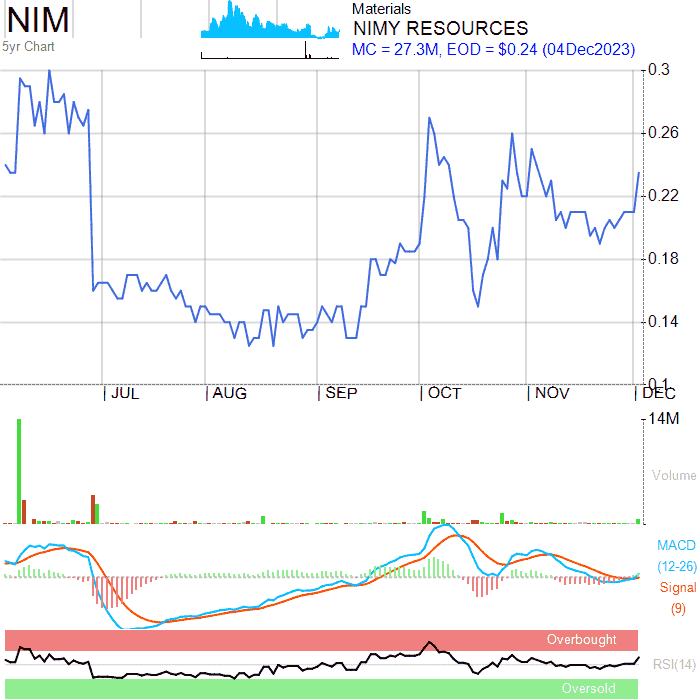 NIM
5yr Chart
Materials
NIMY RESOURCES
MC = 27.3M, EOD = $0.24 (04Dec2023)
0.3
0.26
0.22
0.18
0.14
0.1
JUL AUG SEP OCT NOV DEC
14M
Volume
MACD
(12-26)
Signal
(9)
Overbought
RSI(14)
Oversold